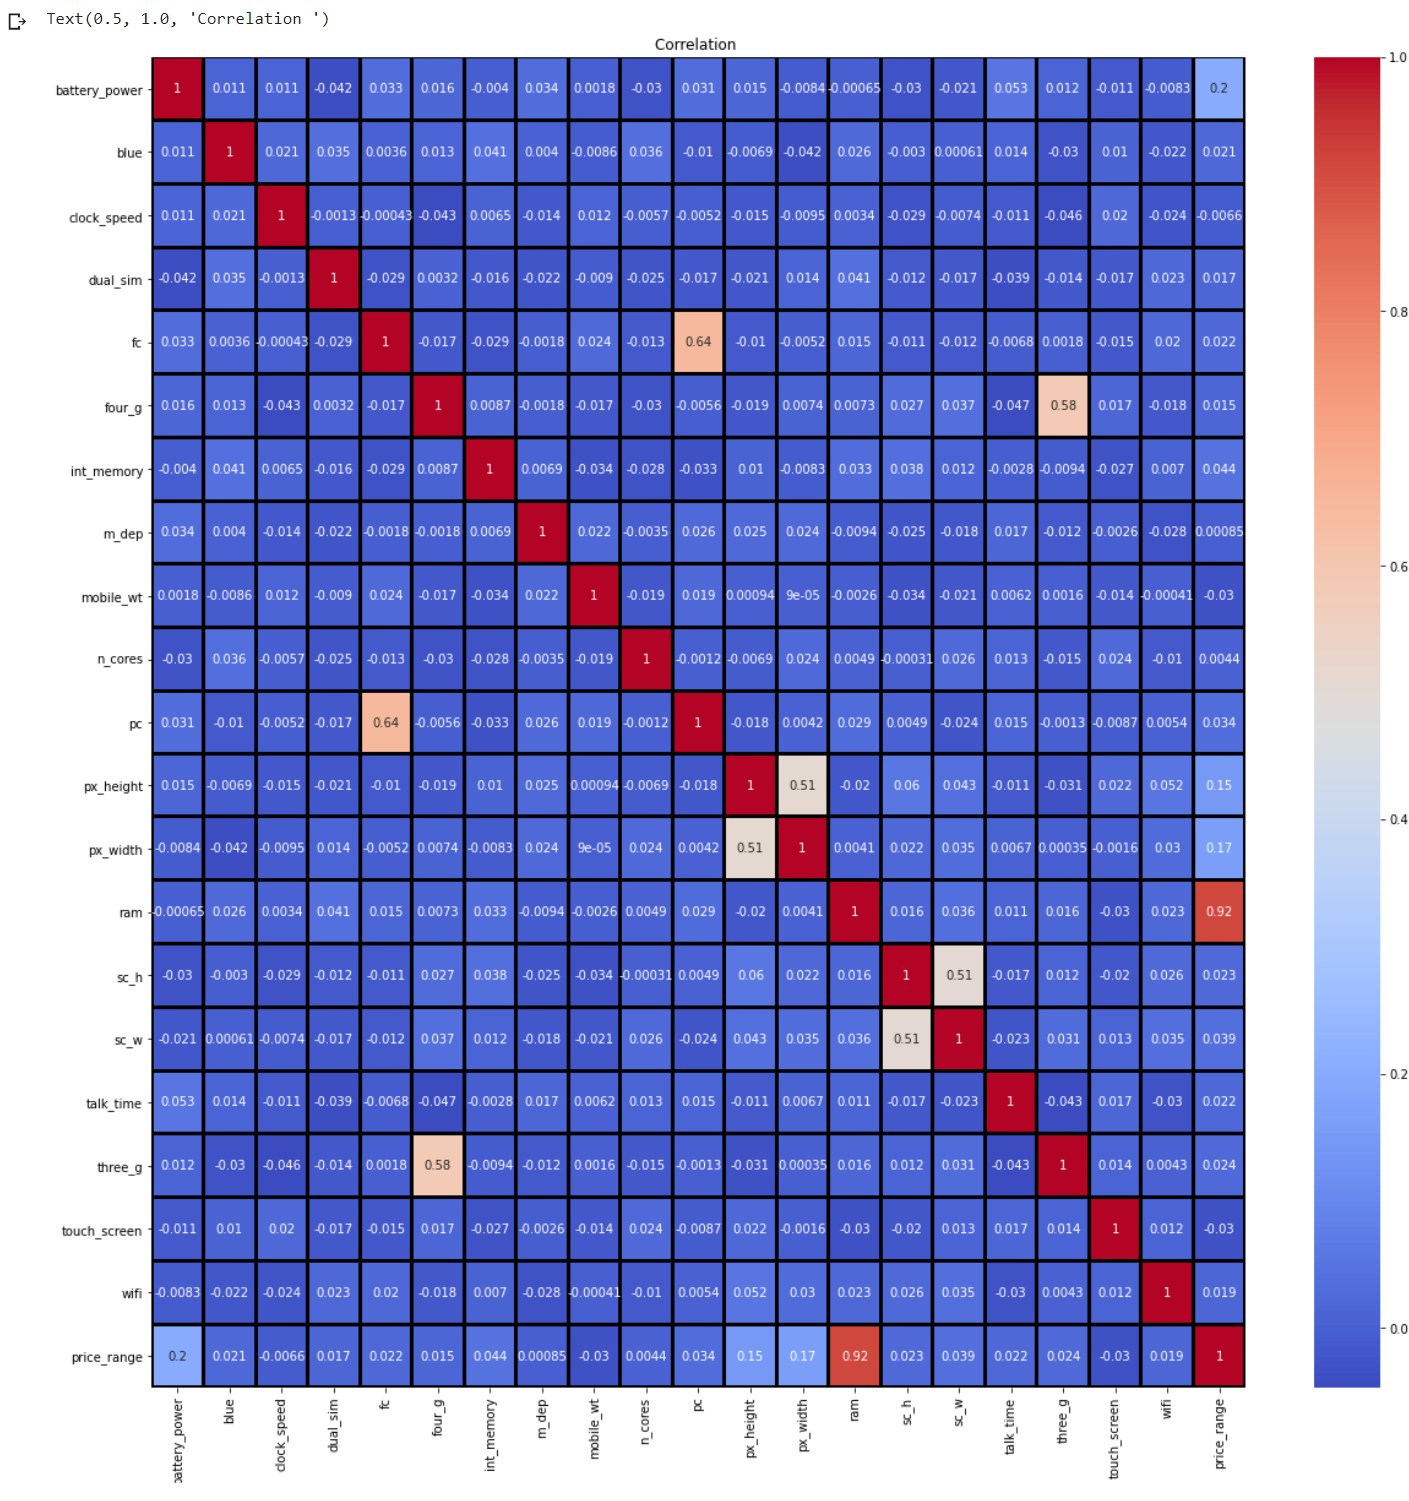 Text(0.5, 1.0, 'Correlation ')
Correlation
battery_power 1 0.011 0.011 -0.042 0.033 0.016 -0.004 0.034 0.0018 -0.03 0.031 0.015 -0.0084 -0.00065 -0.03 -0.021 0.053 0.012 -0.011 -0.0083 0.2
blue 0.011 1 0.021 0.035 0.0036 0.013 0.041 0.004 -0.0086 0.036 -0.01 -0.0069 -0.042 0.026 -0.003 0.00061 0.014 -0.03 0.01 -0.022 0.021
clock_speed 0.011 0.021 1 -0.0013 -0.00043 -0.043 0.0065 -0.014 0.012 -0.0057 -0.0052 -0.015 -0.0095 0.0034 -0.029 -0.0074 -0.011 -0.046 0.02 -0.024 -0.0066
dual_sim -0.042 0.035 -0.0013 1 -0.029 0.0032 -0.016 -0.022 -0.009 -0.025 -0.017 -0.021 0.014 0.041 -0.012 -0.017 -0.039 -0.014 -0.017 0.023 0.017
fc 0.033 0.0036 -0.00043 -0.029 1 -0.017 -0.029 -0.0018 0.024 -0.013 0.64 -0.01 -0.0052 0.015 -0.011 -0.012 -0.0068 0.0018 -0.015 0.02 0.022
four_g 0.016 0.013 -0.043 0.0032 -0.017 1 0.0087 -0.0018 -0.017 -0.03 -0.0056 -0.019 0.0074 0.0073 0.027 0.037 -0.047 0.58 0.017 -0.018 0.015
int_memory -0.004 0.041 0.0065 -0.016 -0.029 0.0087 1 0.0069 -0.034 -0.028 -0.033 0.01 -0.0083 0.033 0.038 0.012 -0.0028 -0.0094 -0.027 0.007 0.044
m_dep 0.034 0.004 -0.014 -0.022 -0.0018 -0.0018 0.0069 1 0.022 -0.0035 0.026 0.025 0.024 -0.0094 -0.025 -0.018 0.017 -0.012 -0.0026 -0.028 0.00085
mobile_wt 0.0018 -0.0086 0.012 -0.009 0.024 -0.017 -0.034 0.022 1 -0.019 0.019 0.00094 9e-05 -0.0026 -0.034 -0.021 0.0062 0.0016 -0.014 -0.00041 -0.03
n_cores -0.03 0.036 -0.0057 -0.025 -0.013 -0.03 -0.028 -0.0035 -0.019 1 -0.0012 -0.0069 0.024 0.0049 -0.00031 0.026 0.013 -0.015 0.024 -0.01 0.0044
pc 0.031 -0.01 -0.0052 -0.017 0.64 -0.0056 -0.033 0.026 0.019 -0.0012 1 -0.018 0.0042 0.029 0.0049 -0.024 0.015 -0.0013 -0.0087 0.0054 0.034
px_height 0.015 -0.0069 -0.015 -0.021 -0.01 -0.019 0.01 0.025 0.00094 -0.0069 -0.018 1 0.51 -0.02 0.06 0.043 -0.011 -0.031 0.022 0.052 0.15
px_width -0.0084 -0.042 -0.0095 0.014 -0.0052 0.0074 -0.0083 0.024 9e-05 0.024 0.0042 0.51 1 0.0041 0.022 0.035 0.0067 0.00035 -0.0016 0.03 0.17
ram -0.00065 0.026 0.0034 0.041 0.015 0.0073 0.033 -0.0094 -0.0026 0.0049 0.029 -0.02 0.0041 1 0.016 0.036 0.011 0.016 -0.03 0.023 0.92
sc_h -0.03 -0.003 -0.029 -0.012 -0.011 0.027 0.038 -0.025 -0.034 -0.00031 0.0049 0.06 0.022 0.016 1 0.51 -0.017 0.012 -0.02 0.026 0.023
sc_w -0.021 0.00061 -0.0074 -0.017 -0.012 0.037 0.012 -0.018 -0.021 0.026 -0.024 0.043 0.035 0.036 0.51 1 -0.023 0.031 0.013 0.035 0.039
talk_time 0.053 0.014 -0.011 -0.039 -0.0068 -0.047 -0.0028 0.017 0.0062 0.013 0.015 -0.011 0.0067 0.011 -0.017 -0.023 1 -0.043 0.017 -0.03 0.022
three_g 0.012 -0.03 -0.046 -0.014 0.0018 0.58 -0.0094 -0.012 0.0016 -0.015 -0.0013 -0.031 0.00035 0.016 0.012 0.031 -0.043 1 0.014 0.0043 0.024
touch_screen -0.011 0.01 0.02 -0.017 -0.015 0.017 -0.027 -0.0026 -0.014 0.024 -0.0087 0.022 -0.0016 -0.03 -0.02 0.013 0.017 0.014 1 0.012 -0.03
wifi -0.0083 -0.022 -0.024 0.023 0.02 -0.018 0.007 -0.028 -0.00041 -0.01 0.0054 0.052 0.03 0.023 0.026 0.035 -0.03 0.0043 0.012 1 0.019
price_range 0.2 0.021 -0.0066 0.017 0.022 0.015 0.044 0.00085 -0.03 0.0044 0.034 0.15 0.17 0.92 0.023 0.039 0.022 0.024 -0.03 0.019 1
battery_power blue clock_speed dual_sim fc four_g int_memory m_dep mobile_wt n_cores pc px_height px_width ram sc_h sc_w talk_time three_g touch_screen wifi price_range
1.0
0.8
0.6
0.4
0.2
0.0